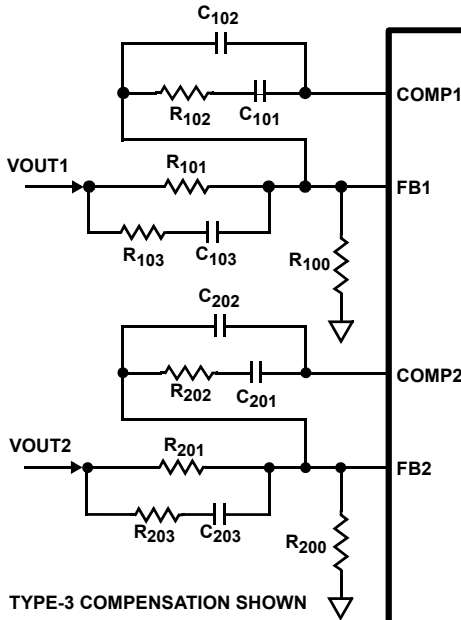 C102
R102
C101
COMP1
VOUT1
R101
FB1
R103
C103
R100
C202
R202
C201
COMP2
VOUT2
R201
FB2
R203
C203
R200
TYPE-3 COMPENSATION SHOWN